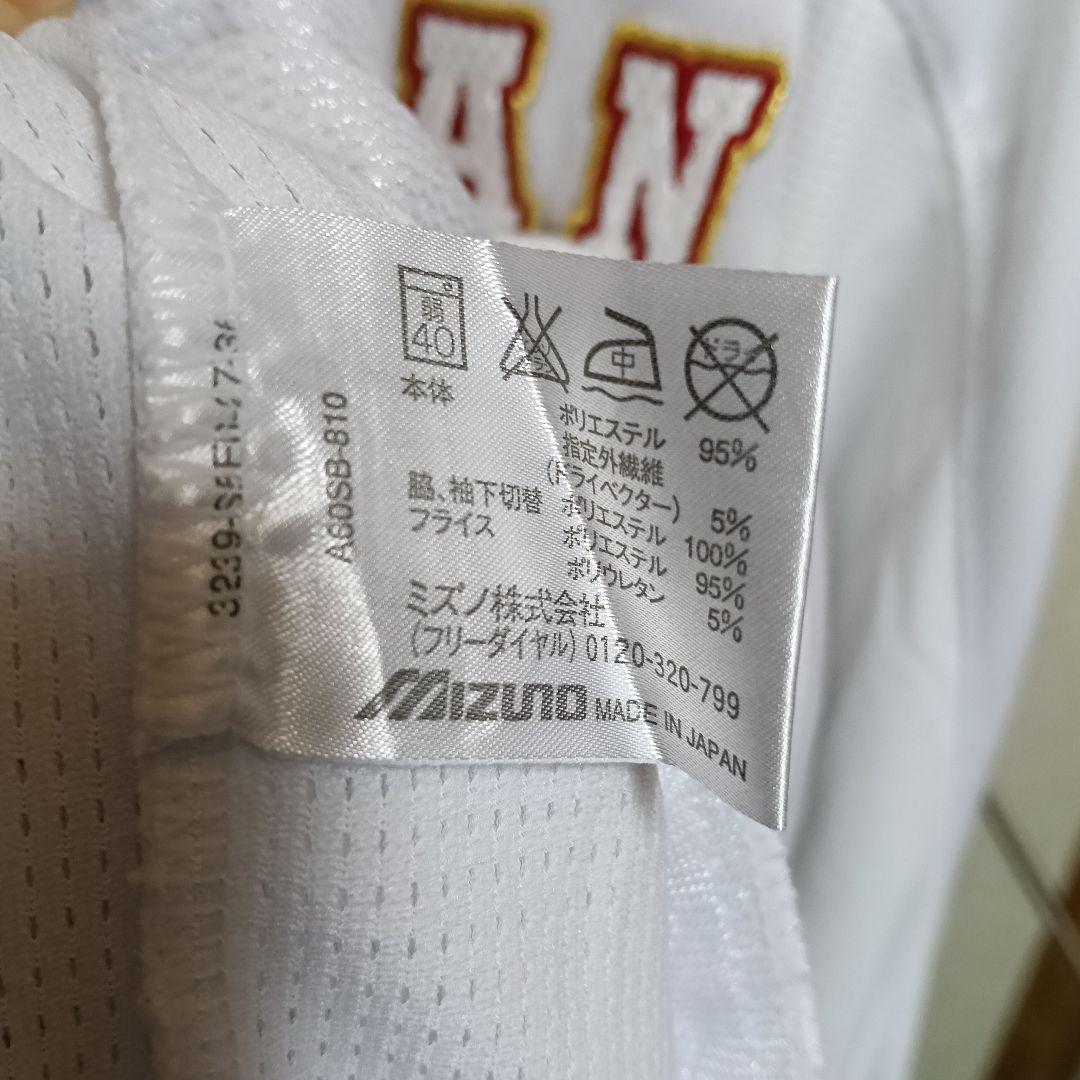 AN
弱
40
中
ドライ
本体
ポリエステル 95%
指定外繊維
(ドライベクター) 5%
脇、袖下切替 ポリエステル 100%
フライス ポリエステル 95%
ポリウレタン 5%
ミズノ株式会社
(フリーダイヤル) 0120-320-799
MIZUNO MADE IN JAPAN
A60SB-810